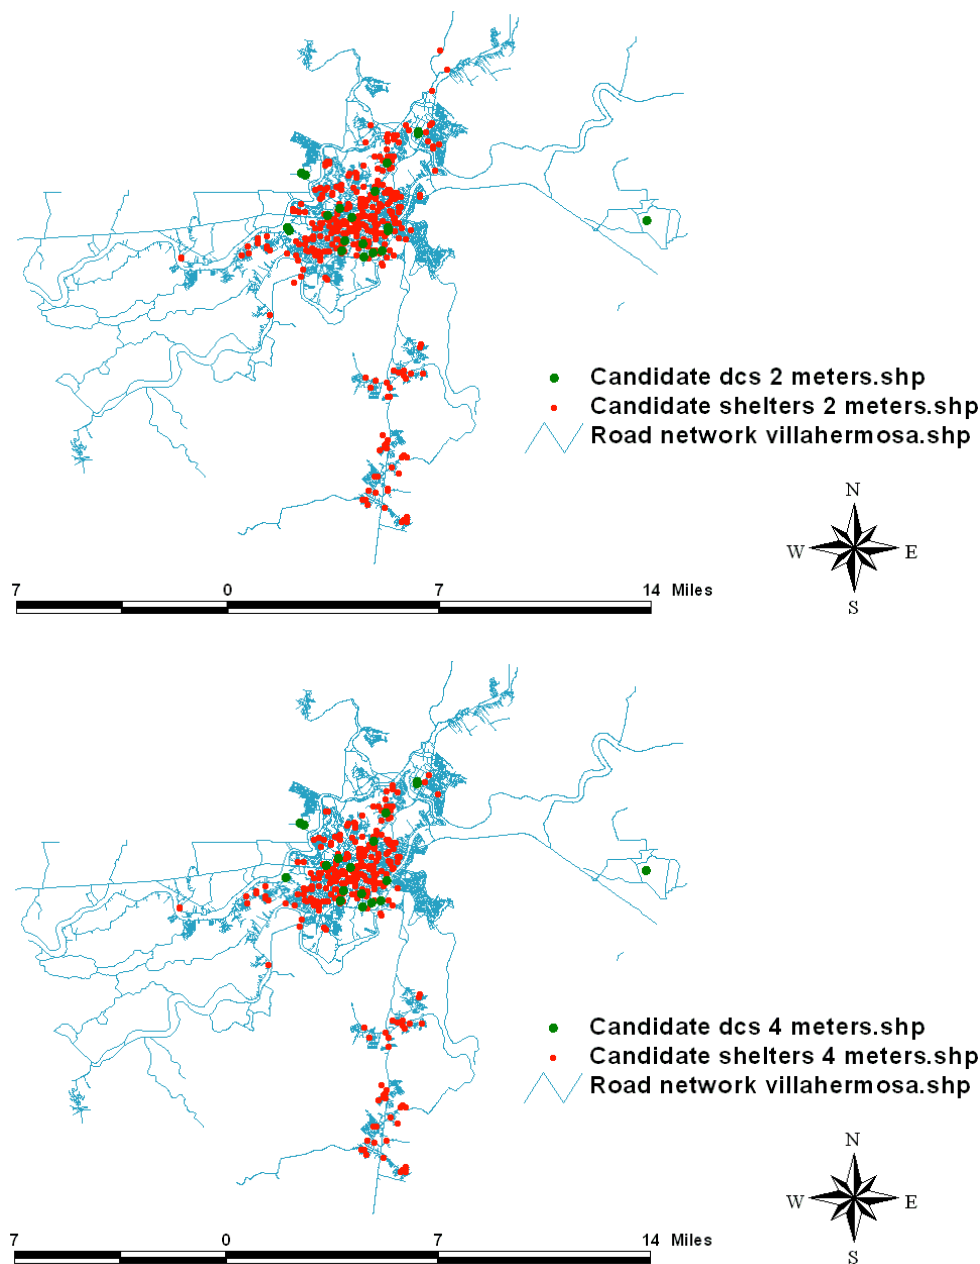 Candidate dcs 2 meters.shp
Candidate shelters 2 meters.shp
Road network villahermosa.shp
N
W E
S
7 0 7 14 Miles
Candidate dcs 4 meters.shp
Candidate shelters 4 meters.shp
Road network villahermosa.shp
N
W E
S
7 0 7 14 Miles